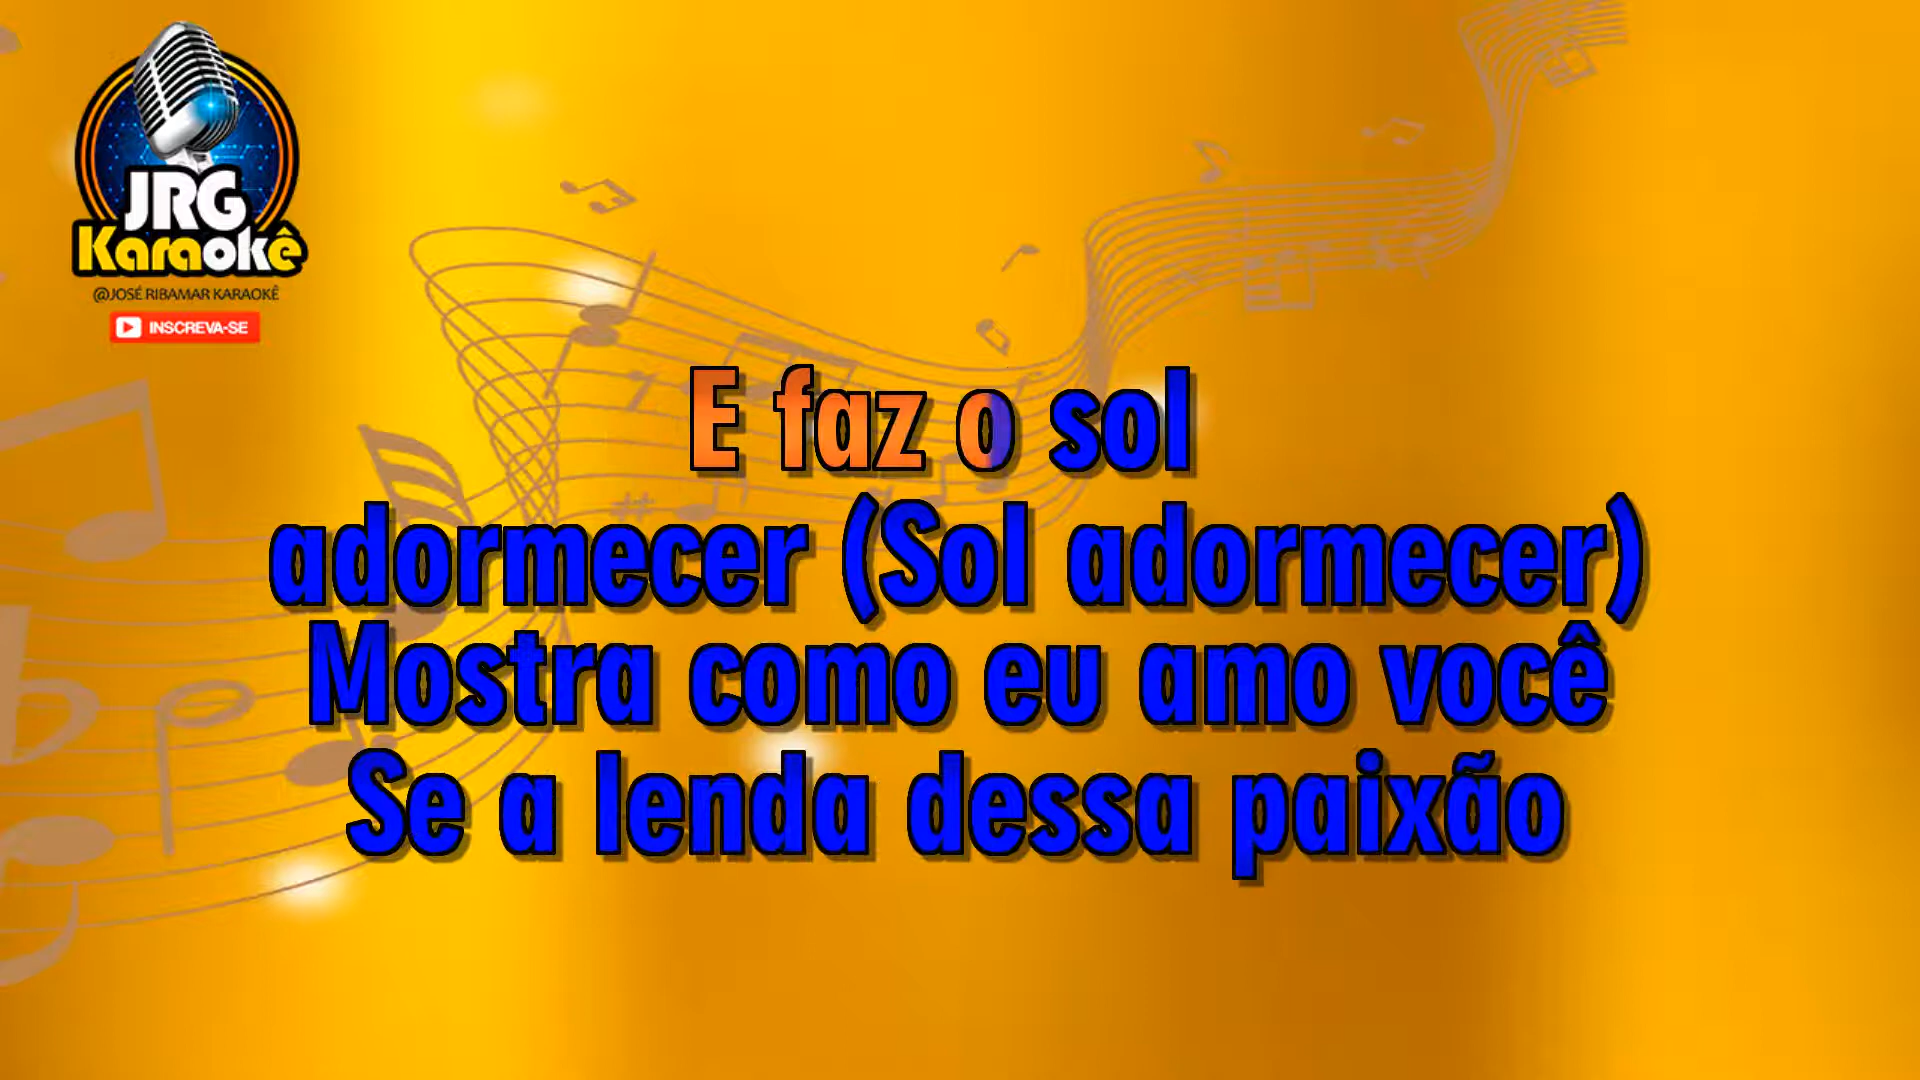 JRG
Karaokê
@JOSÉ RIBAMAR KARAOKÊ
INSCREVA-SE
E faz o sol
adormecer (Sol adormecer)
Mostra como eu amo você
Se a lenda dessa paixão